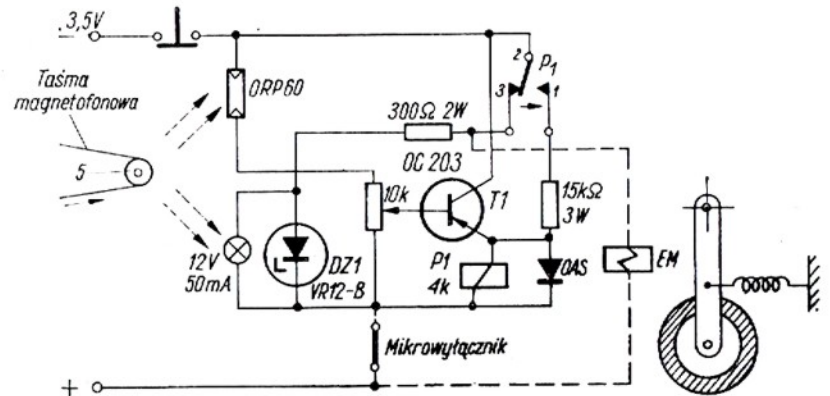 3,5V
Taśma
magnetofonowa
5
ORP60
300Ω 2W
2
P1
3
1
OC 203
T1
10k
15kΩ
3W
12V
50mA
L
DZ1
VR12-B
P1
4k
OAS
EM
Mikrowyłącznik
+